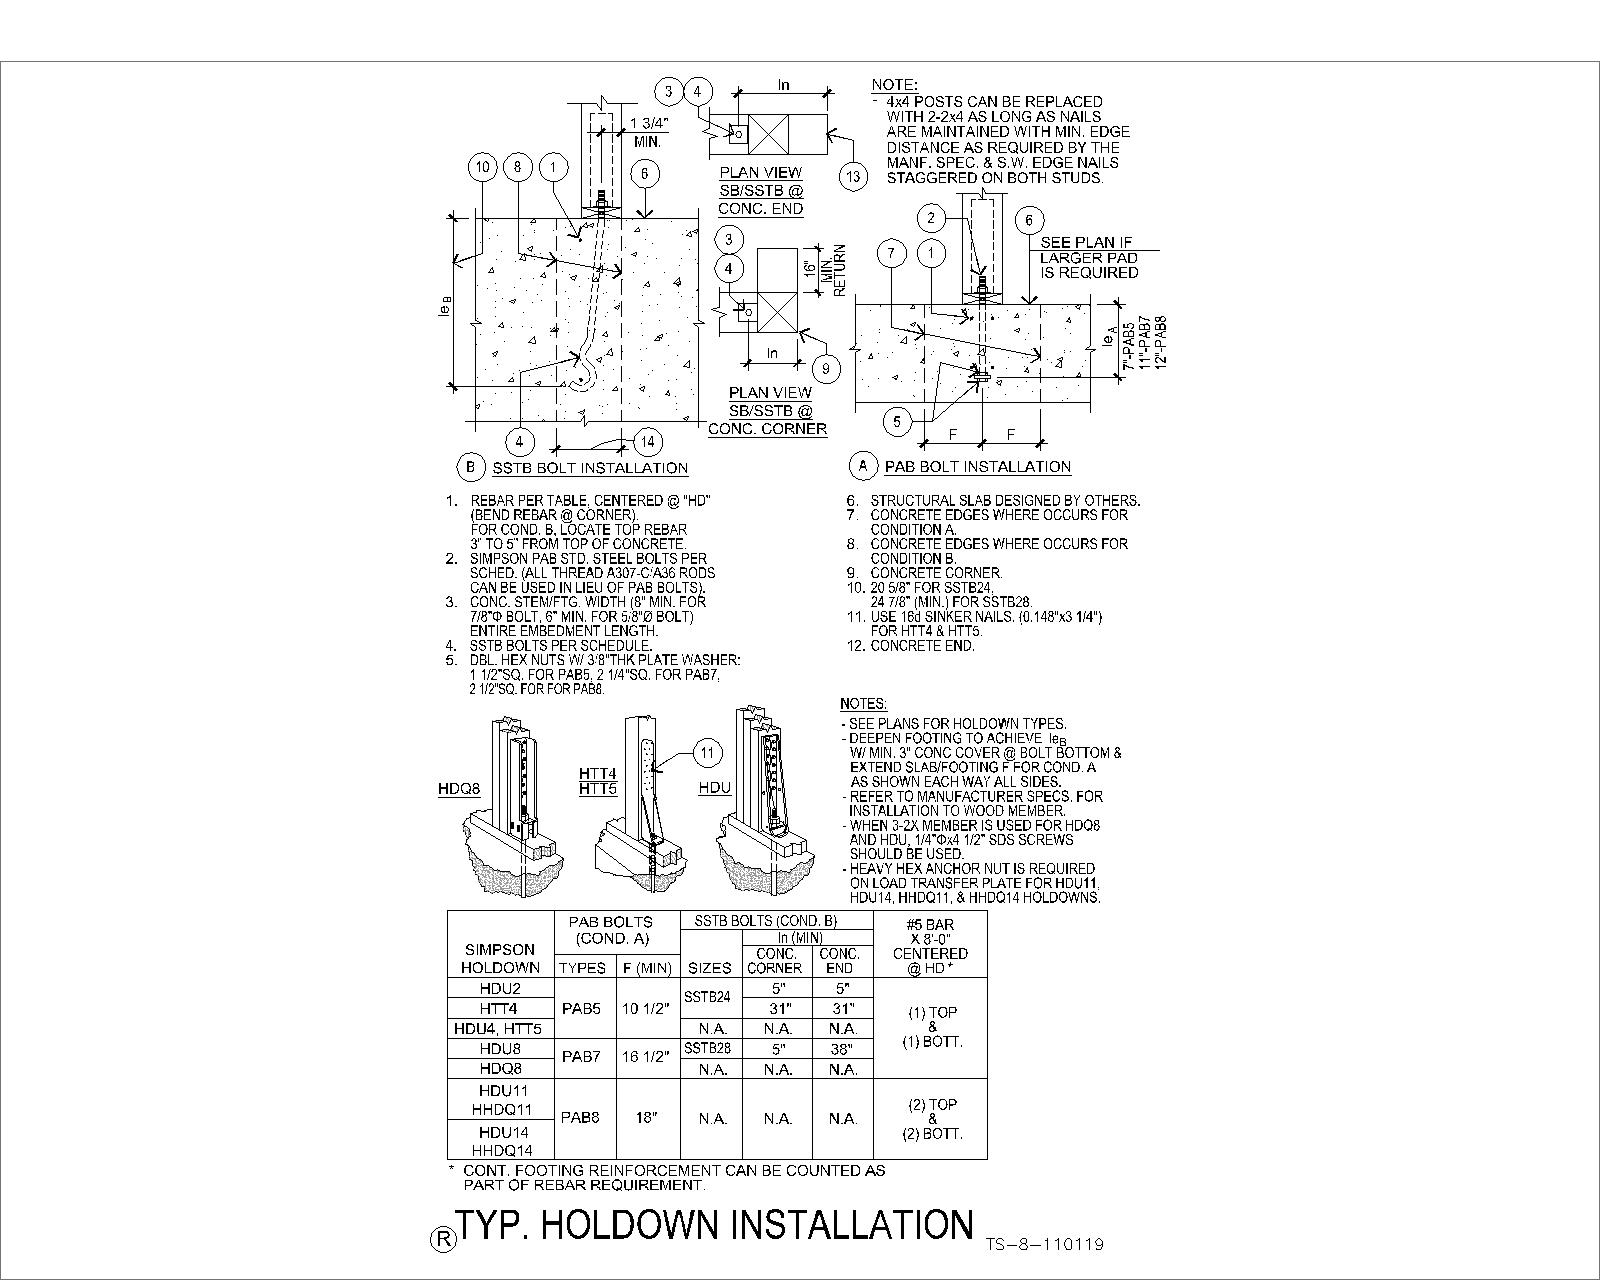 3
4
ln
1 3/4"
MIN.
10
8
1
6
PLAN VIEW
SB/SSTB @
CONC. END
13
NOTE:
- 4x4 POSTS CAN BE REPLACED
WITH 2-2x4 AS LONG AS NAILS
ARE MAINTAINED WITH MIN. EDGE
DISTANCE AS REQUIRED BY THE
MANF. SPEC. & S.W. EDGE NAILS
STAGGERED ON BOTH STUDS.
2
6
SEE PLAN IF
LARGER PAD
IS REQUIRED
7
1
3
4
16"
MIN.
RETURN
leB
ln
9
PLAN VIEW
SB/SSTB @
CONC. CORNER
leA
7"-PAB5
11"-PAB7
12"-PAB8
5
F
F
4
14
B SSTB BOLT INSTALLATION
A PAB BOLT INSTALLATION
1. REBAR PER TABLE, CENTERED @ "HD"
(BEND REBAR @ CORNER).
FOR COND. B, LOCATE TOP REBAR
3" TO 5" FROM TOP OF CONCRETE.
2. SIMPSON PAB STD. STEEL BOLTS PER
SCHED. (ALL THREAD A307-C/A36 RODS
CAN BE USED IN LIEU OF PAB BOLTS).
3. CONC. STEM/FTG. WIDTH (8" MIN. FOR
7/8"Φ BOLT, 6" MIN. FOR 5/8"Ø BOLT)
ENTIRE EMBEDMENT LENGTH.
4. SSTB BOLTS PER SCHEDULE.
5. DBL. HEX NUTS W/ 3/8"THK PLATE WASHER:
1 1/2"SQ. FOR PAB5, 2 1/4"SQ. FOR PAB7,
2 1/2"SQ. FOR FOR PAB8.
6. STRUCTURAL SLAB DESIGNED BY OTHERS.
7. CONCRETE EDGES WHERE OCCURS FOR
CONDITION A.
8. CONCRETE EDGES WHERE OCCURS FOR
CONDITION B.
9. CONCRETE CORNER.
10. 20 5/8" FOR SSTB24,
24 7/8" (MIN.) FOR SSTB28.
11. USE 16d SINKER NAILS. (0.148"x3 1/4")
FOR HTT4 & HTT5.
12. CONCRETE END.
HDQ8
HTT4
HTT5
11
HDU
NOTES:
- SEE PLANS FOR HOLDOWN TYPES.
- DEEPEN FOOTING TO ACHIEVE leB
W/ MIN. 3" CONC COVER @ BOLT BOTTOM &
EXTEND SLAB/FOOTING F FOR COND. A
AS SHOWN EACH WAY ALL SIDES.
- REFER TO MANUFACTURER SPECS. FOR
INSTALLATION TO WOOD MEMBER.
- WHEN 3-2X MEMBER IS USED FOR HDQ8
AND HDU, 1/4"Φx4 1/2" SDS SCREWS
SHOULD BE USED.
- HEAVY HEX ANCHOR NUT IS REQUIRED
ON LOAD TRANSFER PLATE FOR HDU11,
HDU14, HHDQ11, & HHDQ14 HOLDOWNS.
SIMPSON
HOLDOWN
PAB BOLTS
(COND. A)
TYPES
F (MIN)
SSTB BOLTS (COND. B)
SIZES
ln (MIN)
CONC.
CORNER
CONC.
END
#5 BAR
X 8'-0"
CENTERED
@ HD *
HDU2
HTT4
HDU4, HTT5
PAB5
10 1/2"
SSTB24
5"
5"
31"
31"
N.A.
N.A.
N.A.
(1) TOP
&
(1) BOTT.
HDU8
HDQ8
PAB7
16 1/2"
SSTB28
5"
38"
N.A.
N.A.
N.A.
HDU11
HHDQ11
HDU14
HHDQ14
PAB8
18"
N.A.
N.A.
N.A.
(2) TOP
&
(2) BOTT.
* CONT. FOOTING REINFORCEMENT CAN BE COUNTED AS
PART OF REBAR REQUIREMENT.
R TYP. HOLDOWN INSTALLATION
TS-8-110119